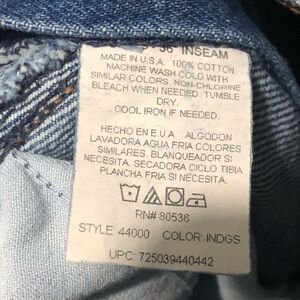 36 INSEAM
MADE IN U.S.A. 100% COTTON
MACHINE WASH COLD WITH
SIMILAR COLORS. NON-CHLORINE
BLEACH WHEN NEEDED. TUMBLE
DRY.
COOL IRON IF NEEDED.
HECHO EN E.U.A. ALGODON
LAVADORA AGUA FRIA COLORES
SIMILARES. BLANQUEADOR SI
NECESITA. SECADORA CICLO TIBIA
PLANCHA FRIA SI NECESITA.
RN# 80536
STYLE: 44000 COLOR: INDGS
UPC: 725039440442